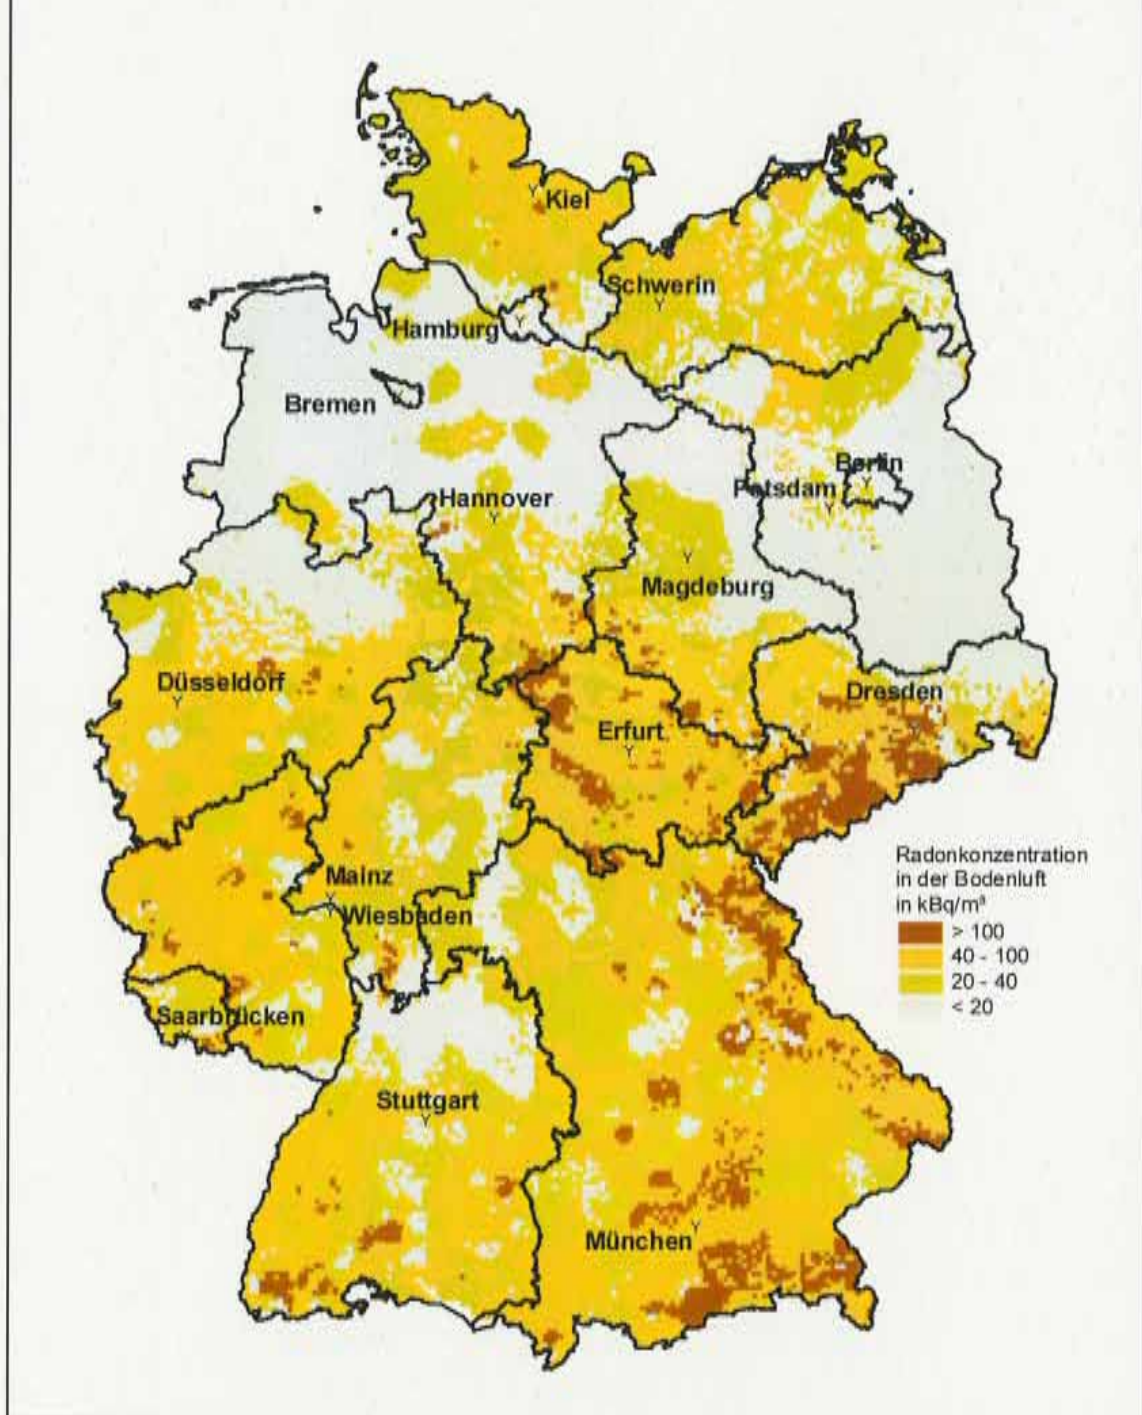 Kiel
Schwerin
Hamburg
Bremen
Berlin
Potsdam
Hannover
Magdeburg
Düsseldorf
Dresden
Erfurt
Mainz
Wiesbaden
Saarbrücken
Stuttgart
München
Radonkonzentration
in der Bodenluft
in kBq/m³
> 100
40 - 100
20 - 40
< 20